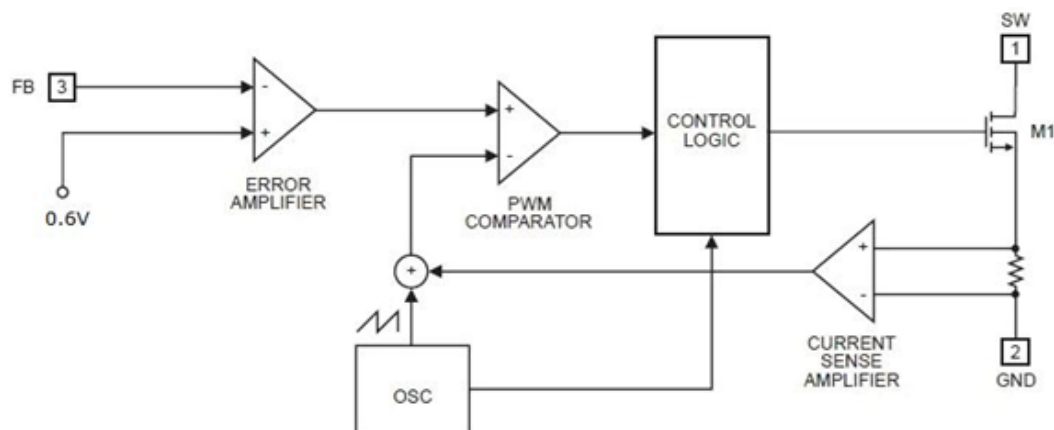 SW
1
FB
3
-
+
0.6V
ERROR
AMPLIFIER
+
-
PWM
COMPARATOR
CONTROL
LOGIC
M1
+
+
-
CURRENT
SENSE
AMPLIFIER
2
GND
OSC